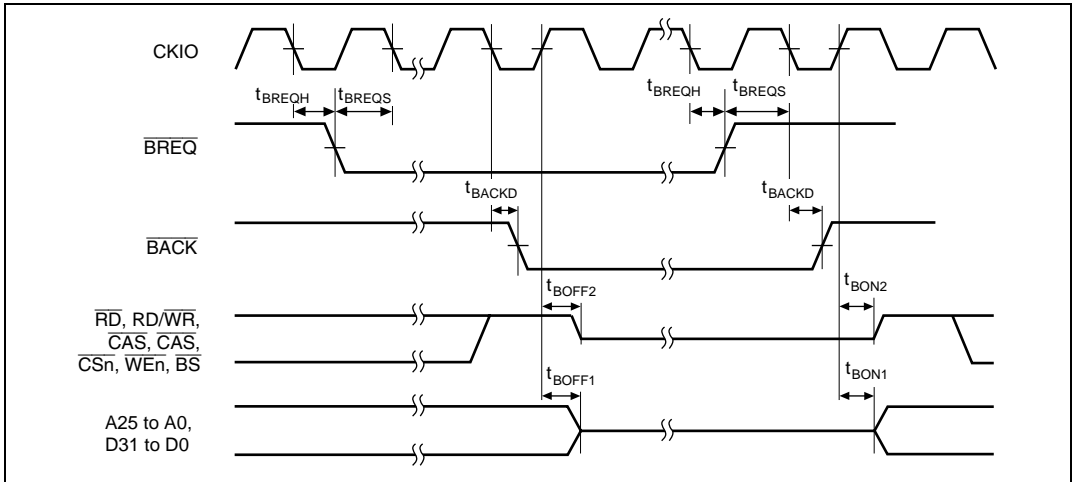 CKIO
tBREQH tBREQS tBREQH tBREQS
BREQ
tBACKD tBACKD
BACK
tBOFF2 tBON2
RD, RD/WR,
CAS, CAS,
CSn, WEn, BS
tBOFF1 tBON1
A25 to A0,
D31 to D0